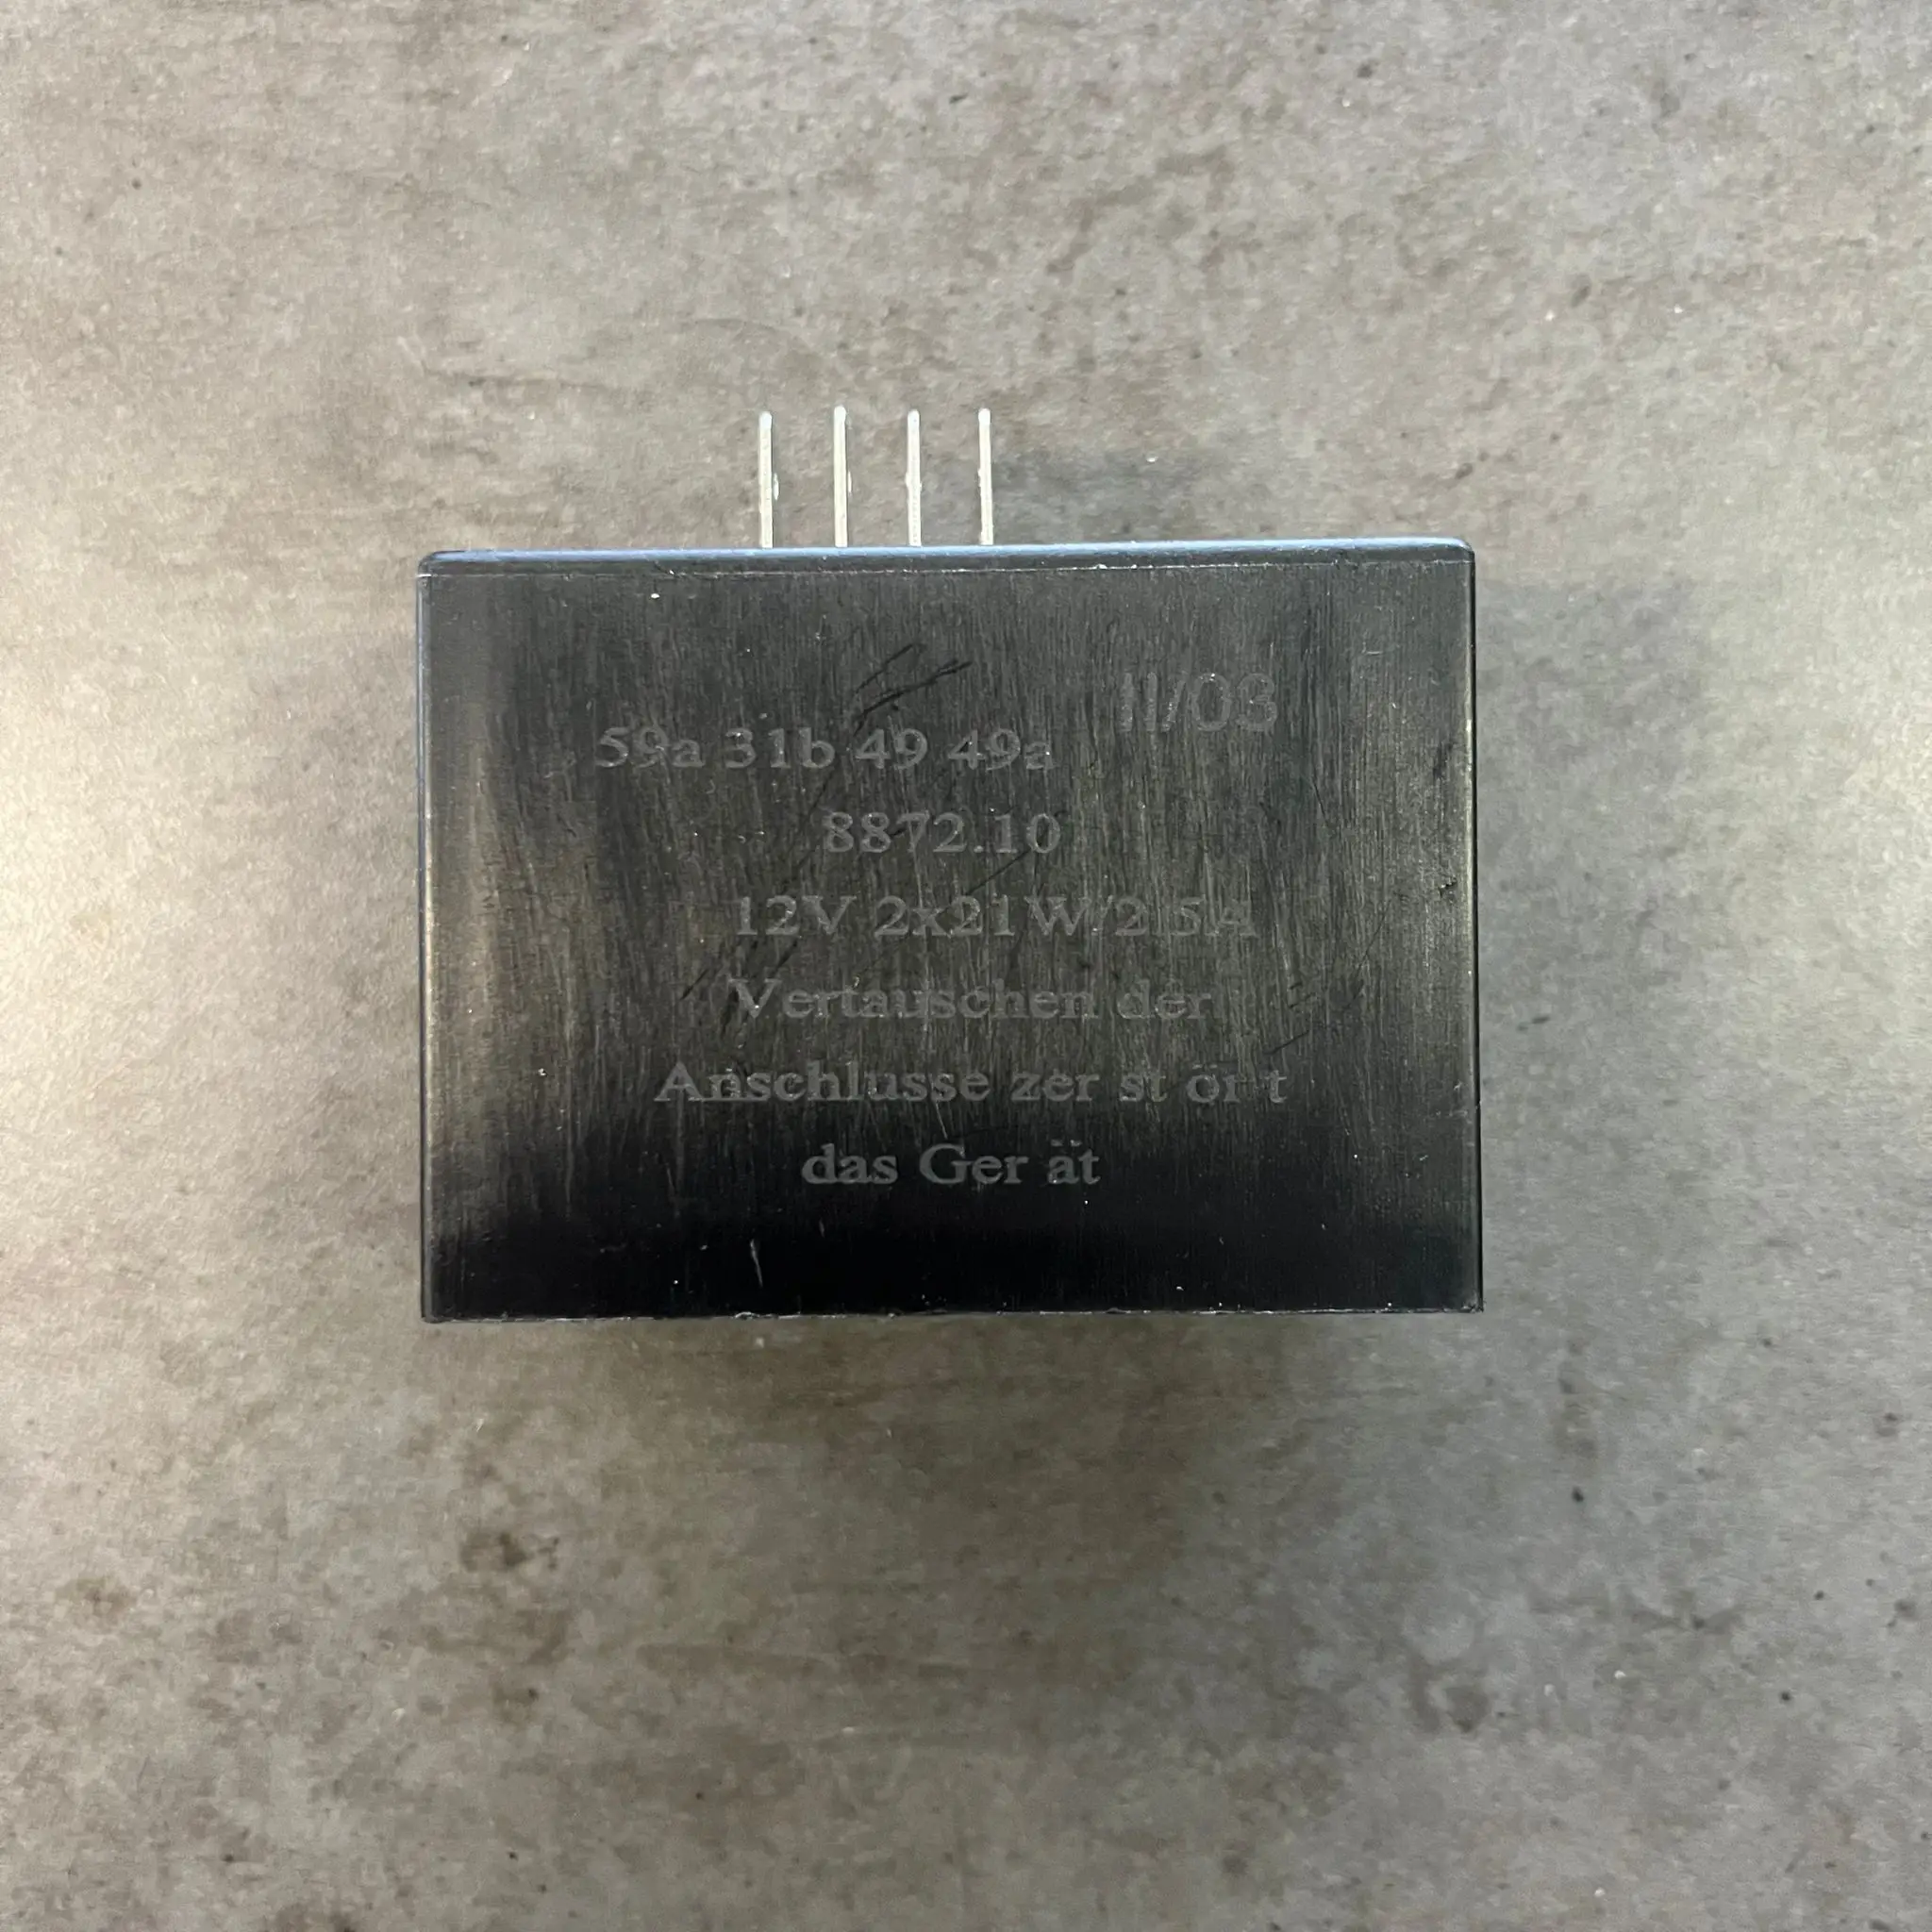 11/03
59a 31b 49 49a
8872.10
12V 2x21W/2,5A
Vertauschen der
Anschlusse zer st ör t
das Ger ät